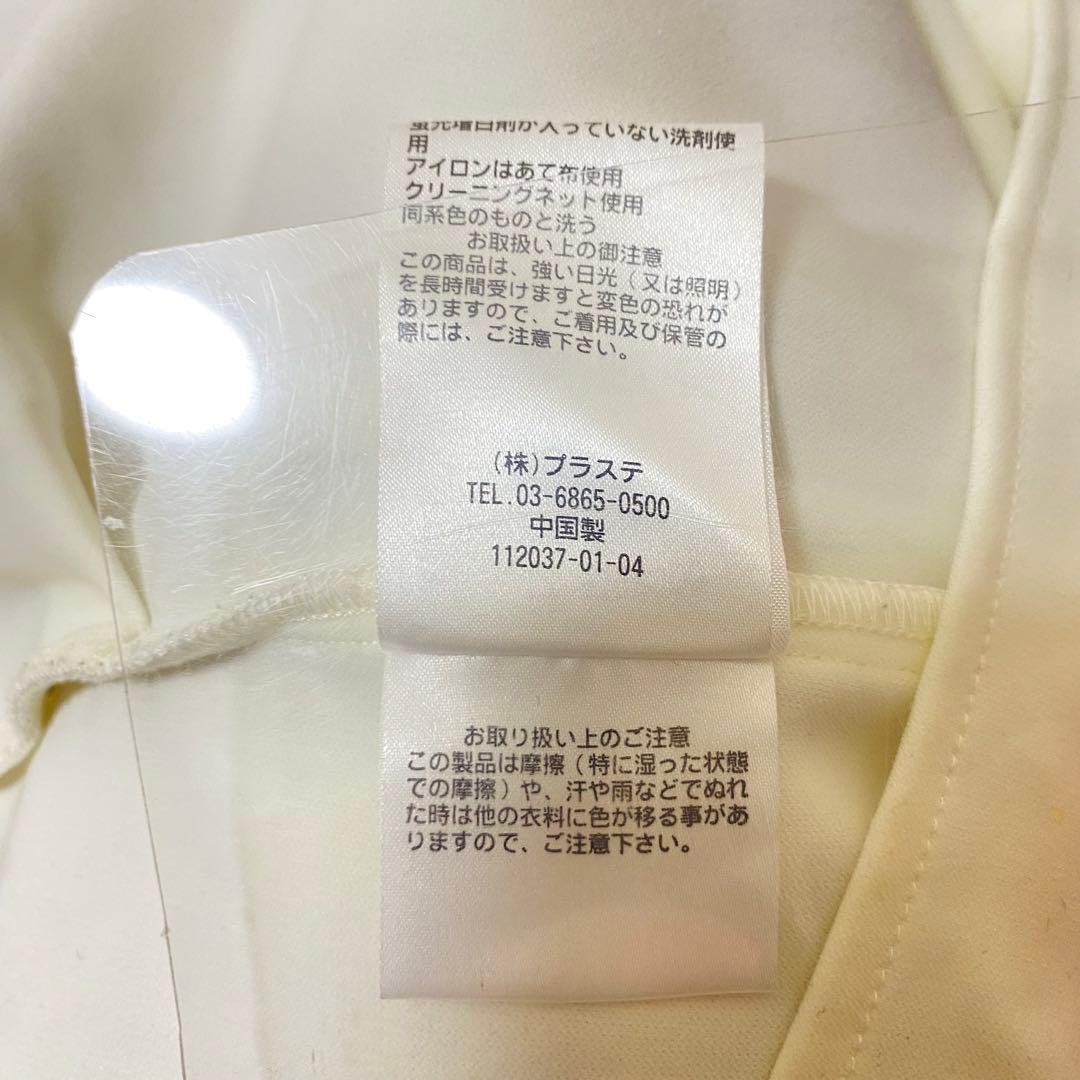 蛍光増白剤が入っていない洗剤使
用
アイロンはあて布使用
クリーニングネット使用
同系色のものと洗う
お取扱い上の御注意
この商品は、強い日光(又は照明)
を長時間受けますと変色の恐れが
ありますので、ご着用及び保管の
際には、ご注意下さい。
(株)プラステ
TEL.03-6865-0500
中国製
112037-01-04
お取り扱い上のご注意
この製品は摩擦(特に湿った状態
での摩擦)や、汗や雨などでぬれ
た時は他の衣料に色が移る事があ
りますので、ご注意下さい。